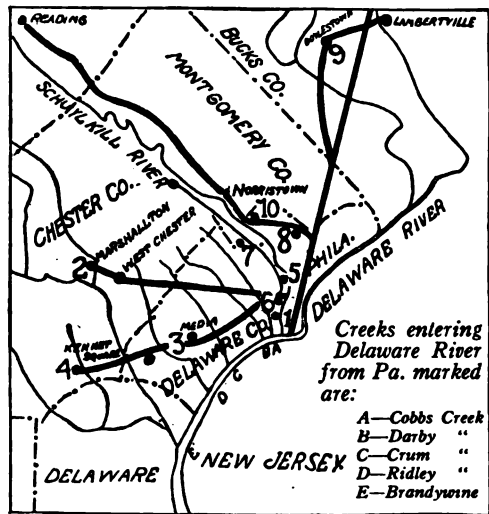 READING
DOYLESTOWN
LAMBERTVILLE
9
BUCKS CO.
MONTGOMERY CO.
SCHUYLKILL RIVER
NORRISTOWN
10
8
7
CHESTER CO.
MARSHALLTON
WEST CHESTER
2
5
PHILA.
DELAWARE RIVER
6
1
3
MEDIA
KENNET SQUARE
4
DELAWARE CO.
B A
C
D
E
Creeks entering
Delaware River
from Pa. marked
are:
A—Cobbs Creek
B—Darby "
C—Crum "
D—Ridley "
E—Brandywine
NEW JERSEY
DELAWARE